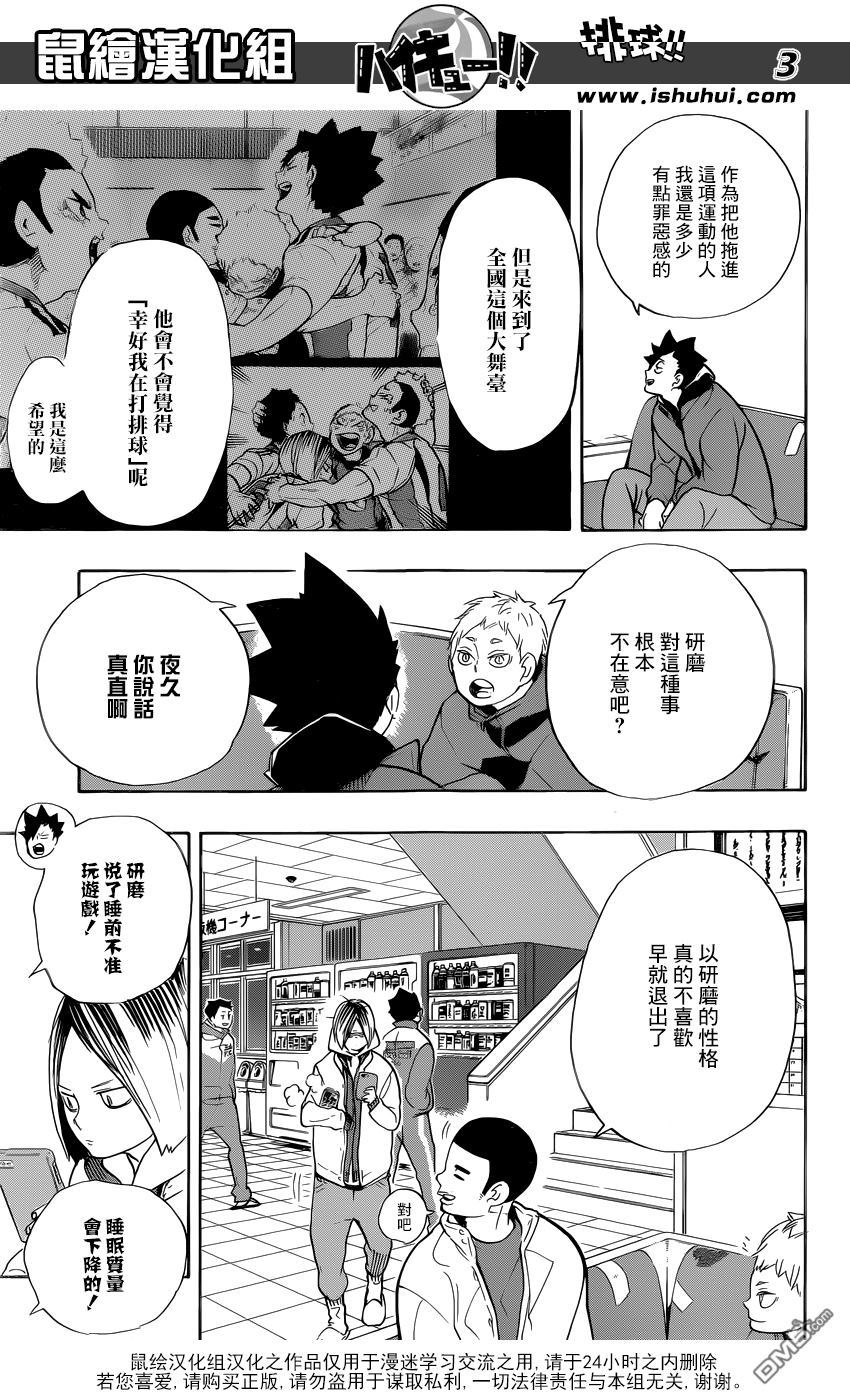 鼠繪漢化組
ハイキュー!!
排球!!
3
www.ishuhui.com
作為把他拖進
這項運動的人
我還是多少
有點罪惡感的
但是來到了
全國這個大舞臺
他會不會覺得
「幸好我在打排球」呢
我是這麼
希望的
研磨
對這種事
根本
不在意吧?
夜久
你說話
真直啊
以研磨的性格
真的不喜歡
早就退出了
對吧
機コーナー
研磨
说了睡前不准
玩遊戲!
睡眠質量
會下降的!
DM5.com
鼠绘汉化组汉化之作品仅用于漫迷学习交流之用, 请于24小时之内删除
若您喜爱, 请购买正版, 请勿盗用于谋取私利, 一切法律责任与本组无关, 谢谢.